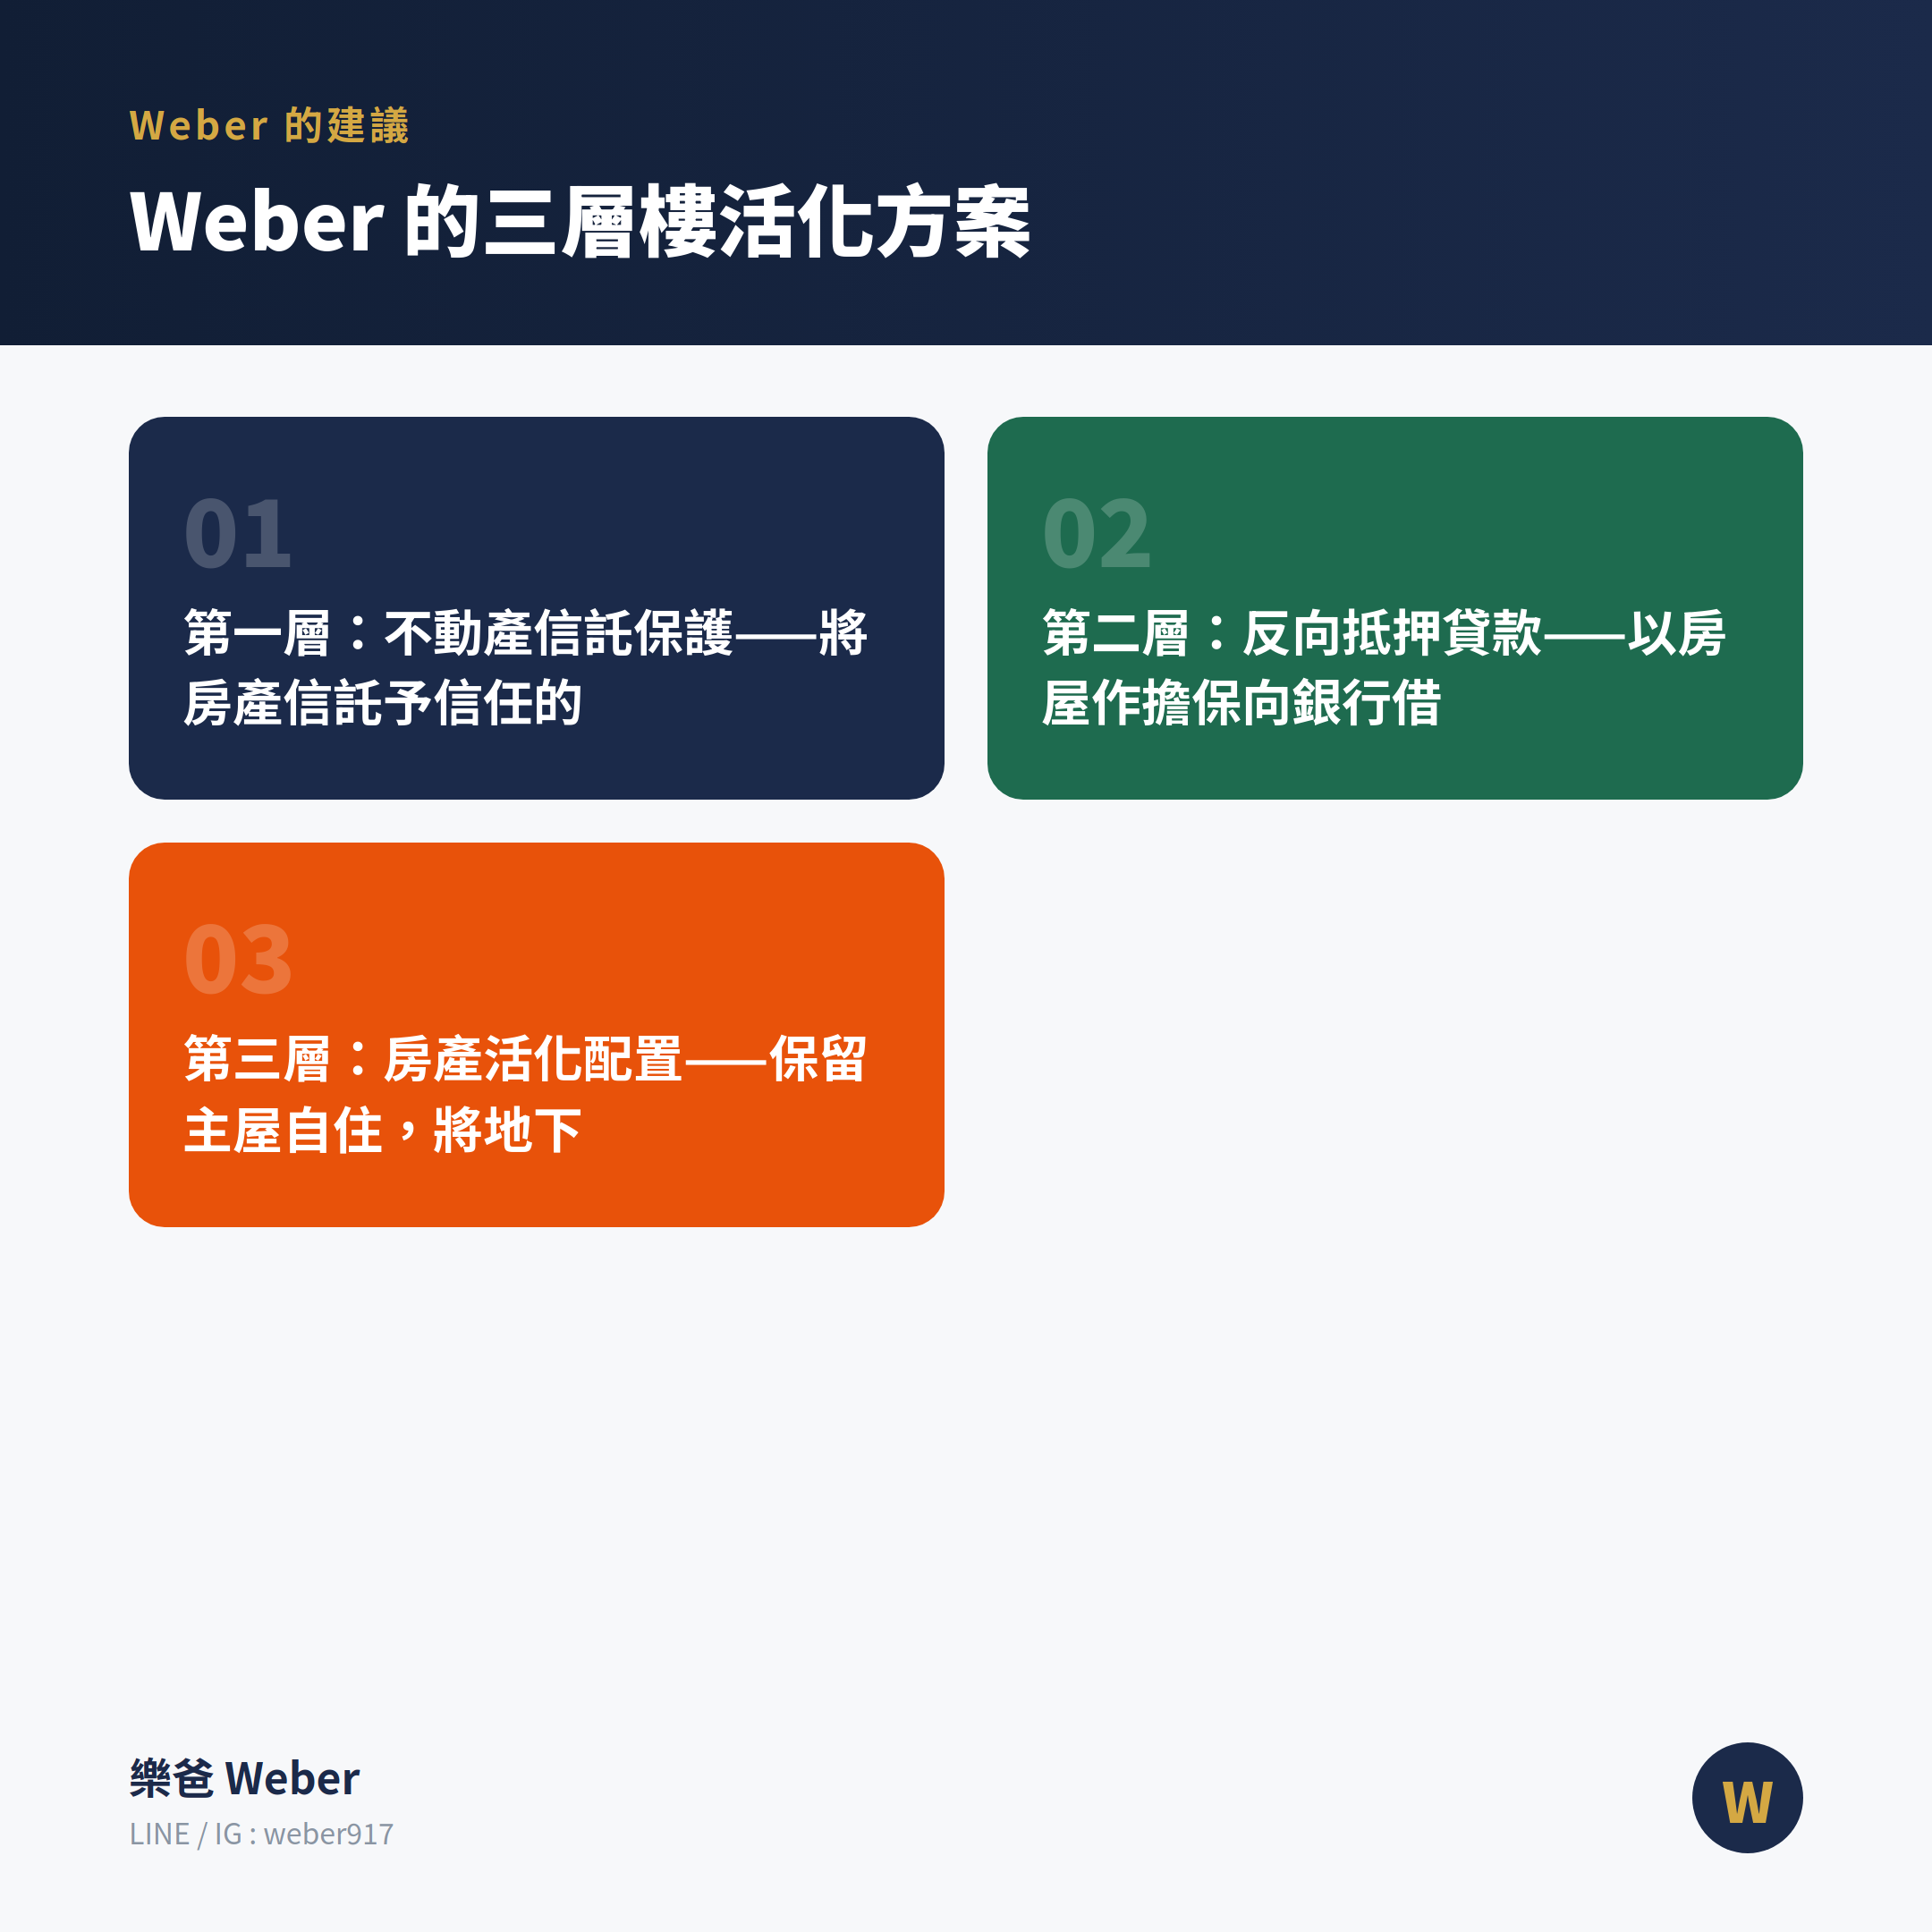 Weber 的建議
Weber 的三層樓活化方案
01
第一層：不動產信託保護——將
房產信託予信任的
02
第二層：反向抵押貸款——以房
屋作擔保向銀行借
03
第三層：房產活化配置——保留
主屋自住，將地下
樂爸 Weber
LINE / IG : weber917
W